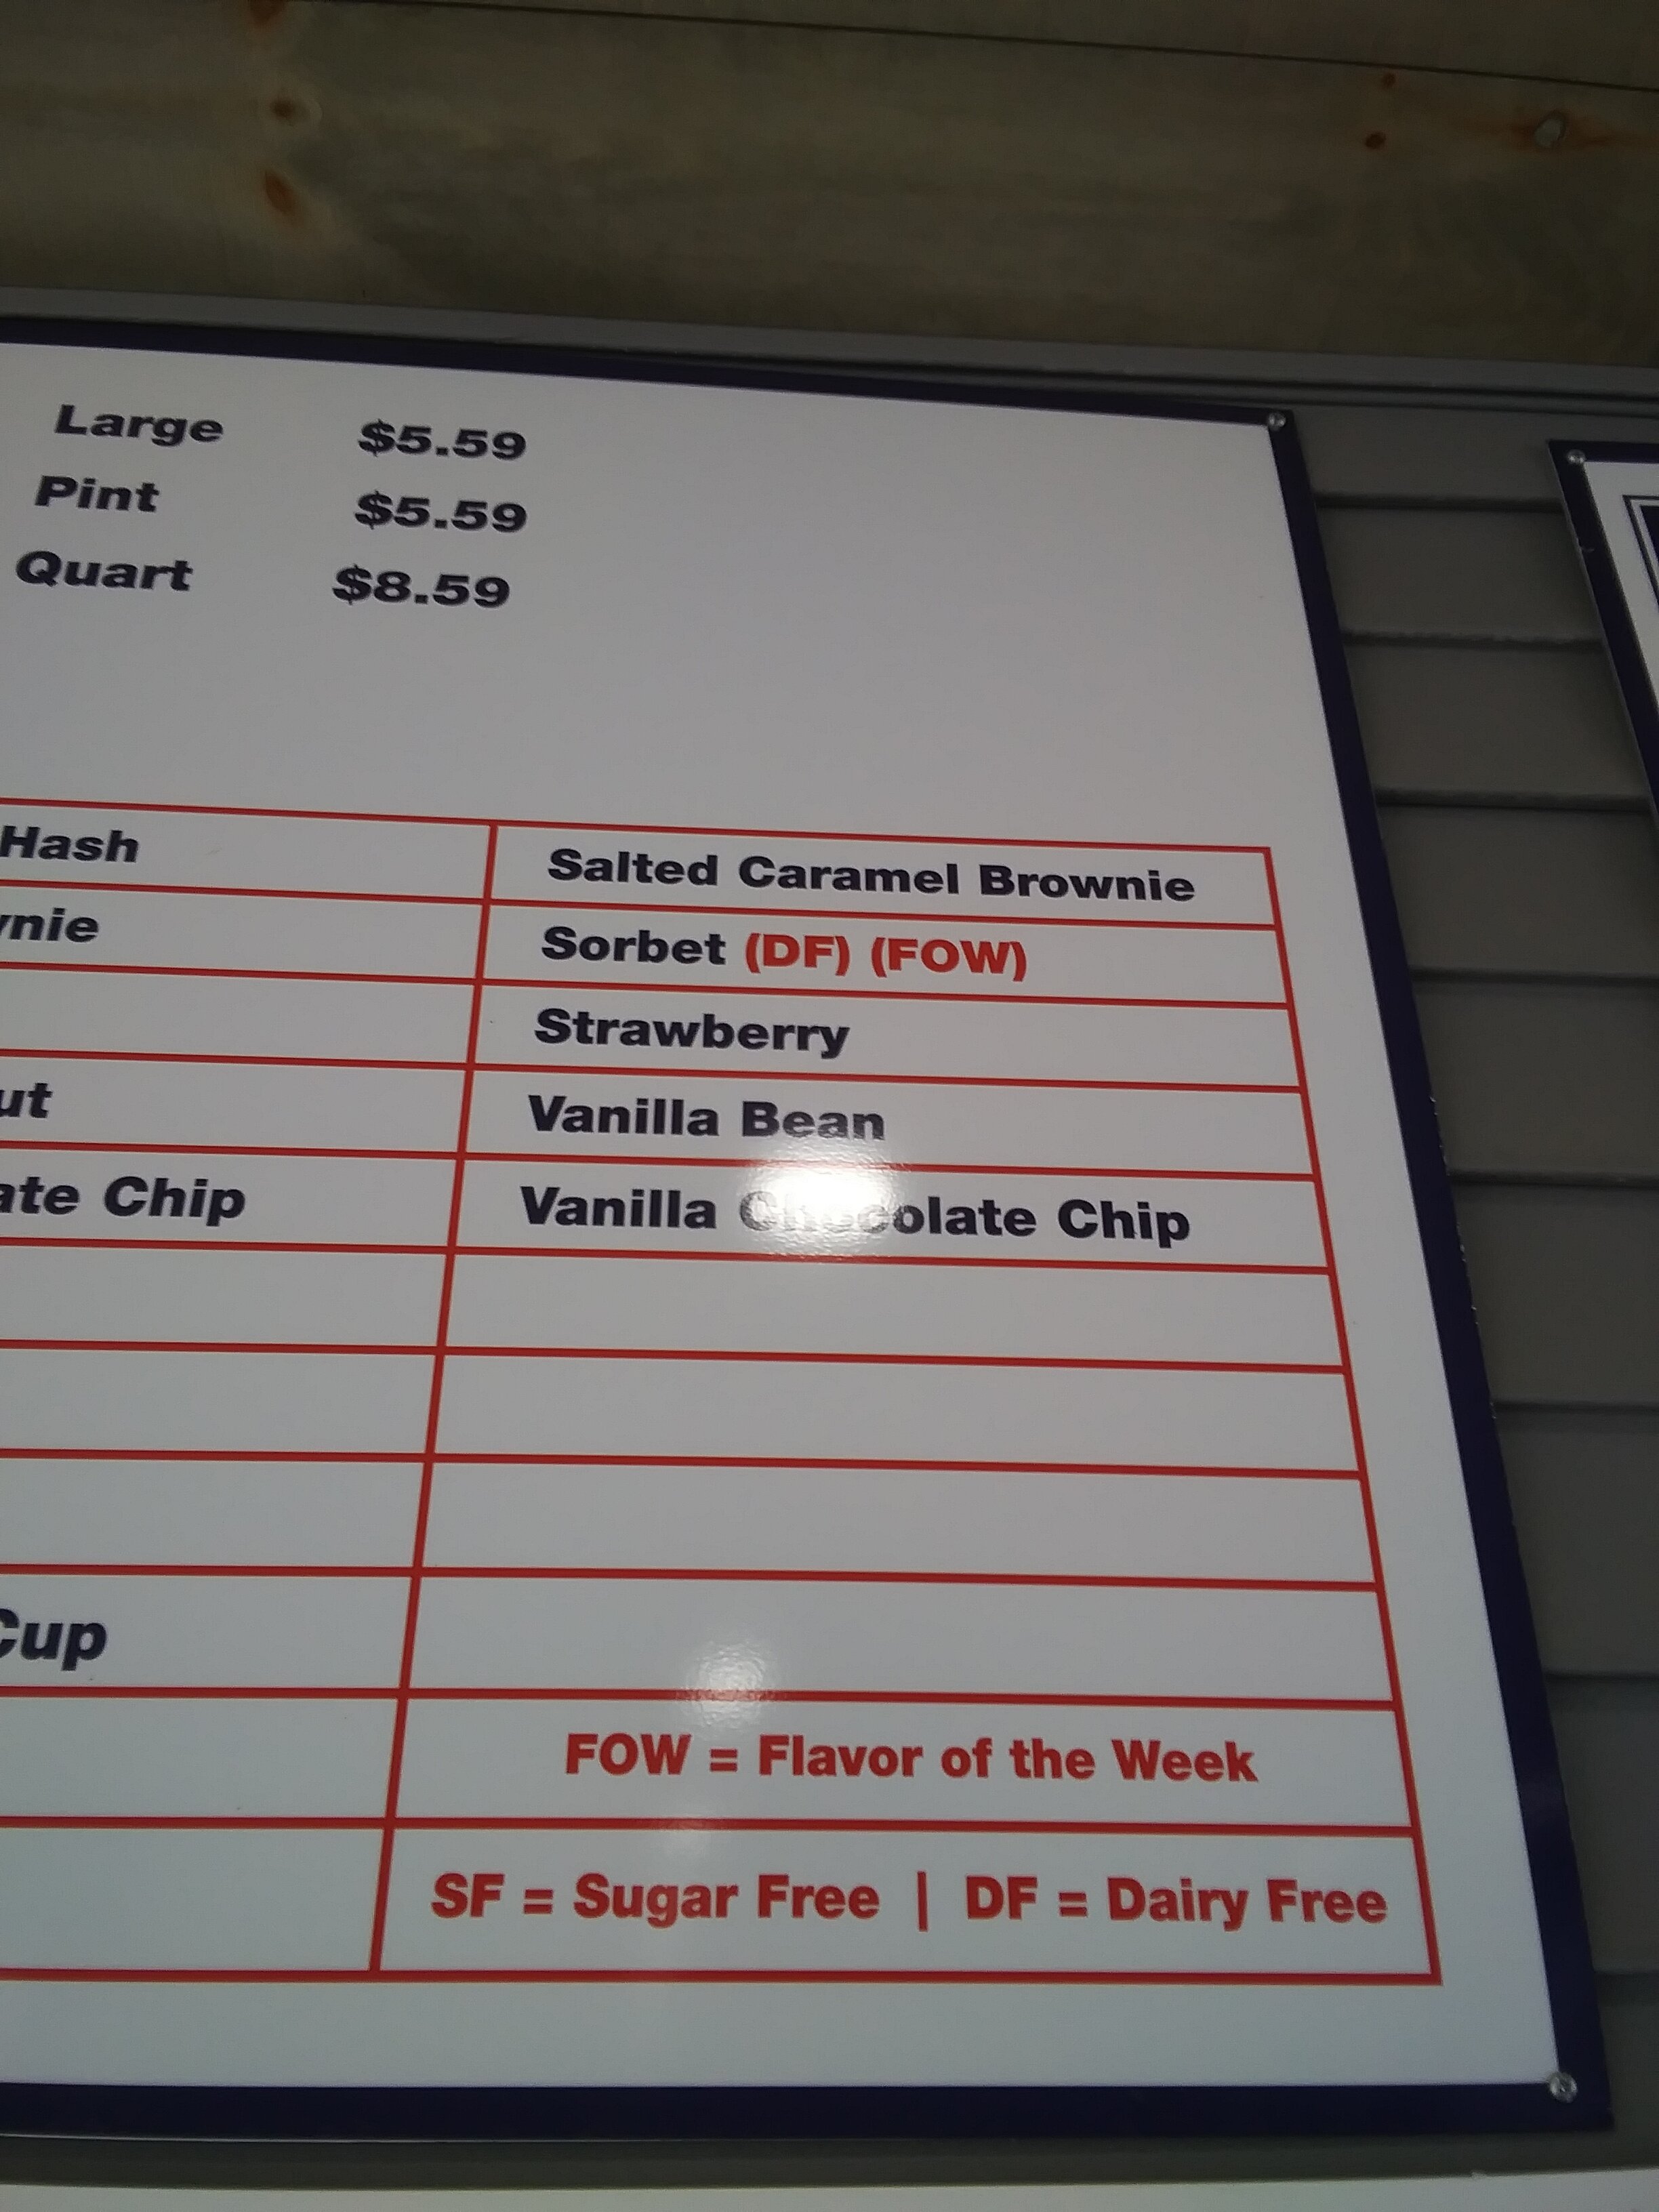 Large $5.59
Pint $5.59
Quart $8.59
Hash Salted Caramel Brownie
Sorbet (DF) (FOW)
Strawberry
Vanilla Bean
Chip Vanilla Chocolate Chip
Cup
FOW = Flavor of the Week
SF = Sugar Free | DF = Dairy Free